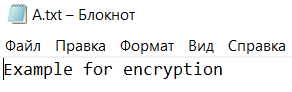 A.txt – Блокнот
Файл Правка Формат Вид Справка
Example for encryption